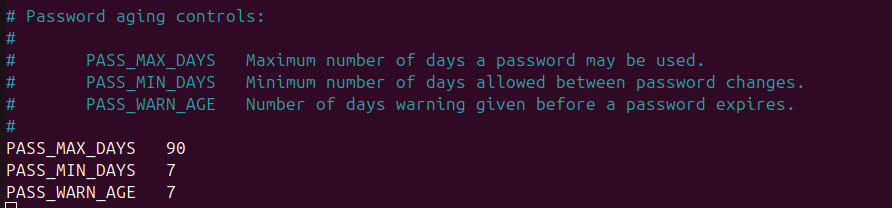 # Password aging controls:
#
#       PASS_MAX_DAYS   Maximum number of days a password may be used.
#       PASS_MIN_DAYS   Minimum number of days allowed between password changes.
#       PASS_WARN_AGE   Number of days warning given before a password expires.
#
PASS_MAX_DAYS   90
PASS_MIN_DAYS   7
PASS_WARN_AGE   7